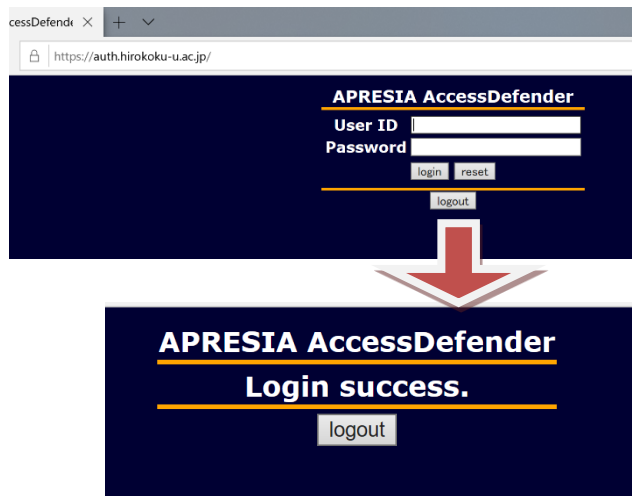 cessDefende
https://auth.hirokoku-u.ac.jp/
APRESIA AccessDefender
User ID
Password
login reset
logout
APRESIA AccessDefender
Login success.
logout